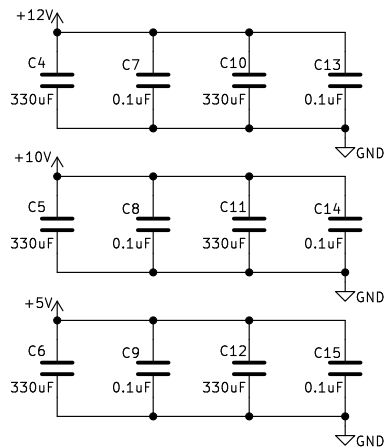 +12V
C4 C7 C10 C13
330uF 0.1uF 330uF 0.1uF
GND
+10V
C5 C8 C11 C14
330uF 0.1uF 330uF 0.1uF
GND
+5V
C6 C9 C12 C15
330uF 0.1uF 330uF 0.1uF
GND